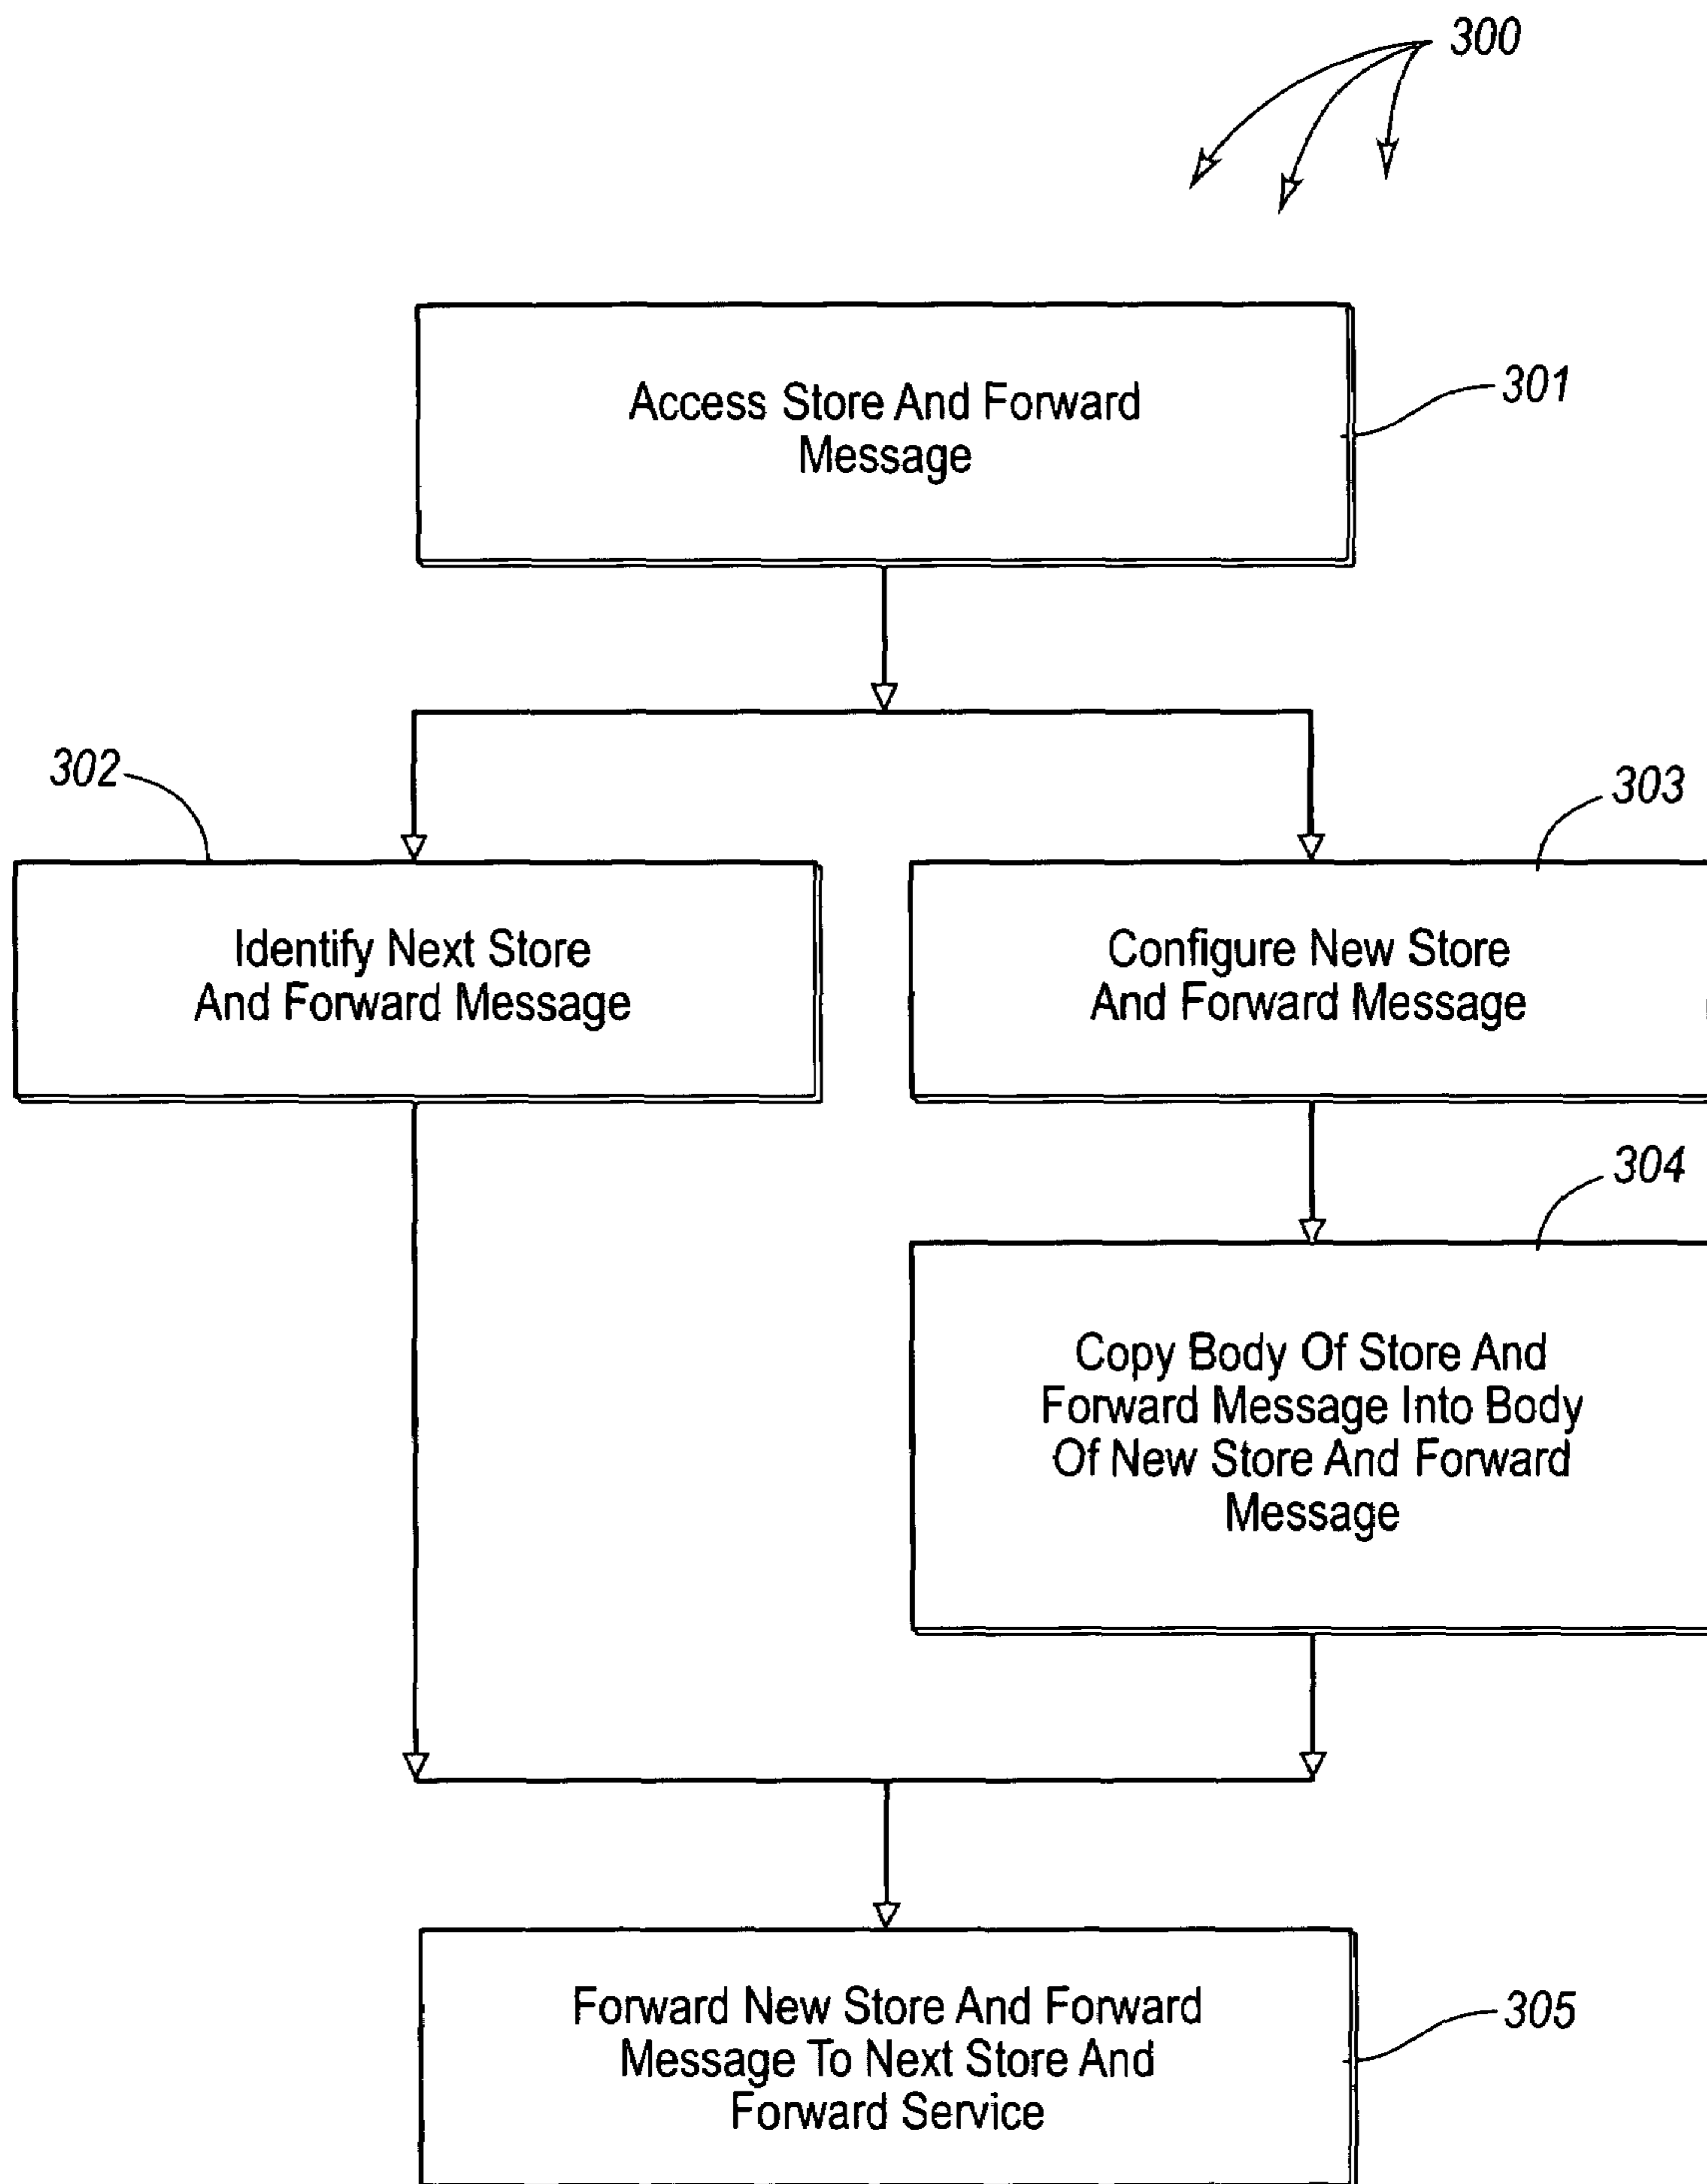 300
Access Store And Forward
Message
301
302
303
Identify Next Store
And Forward Message
Configure New Store
And Forward Message
304
Copy Body Of Store And
Forward Message Into Body
Of New Store And Forward
Message
Forward New Store And Forward
Message To Next Store And
Forward Service
305